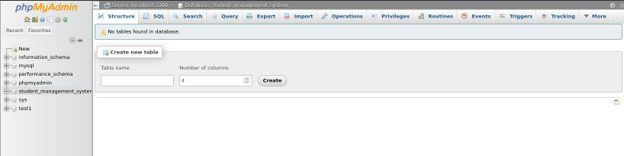 phpMyAdmin
Recent Favorites
New
information_schema
mysql
performance_schema
phpmyadmin
student_management_system
sys
test1
Server: localhost:3306 » Database: student_management_system
Structure SQL Search Query Export Import Operations Privileges Routines Events Triggers Tracking More
No tables found in database.
Create new table
Table name Number of columns
4 Create